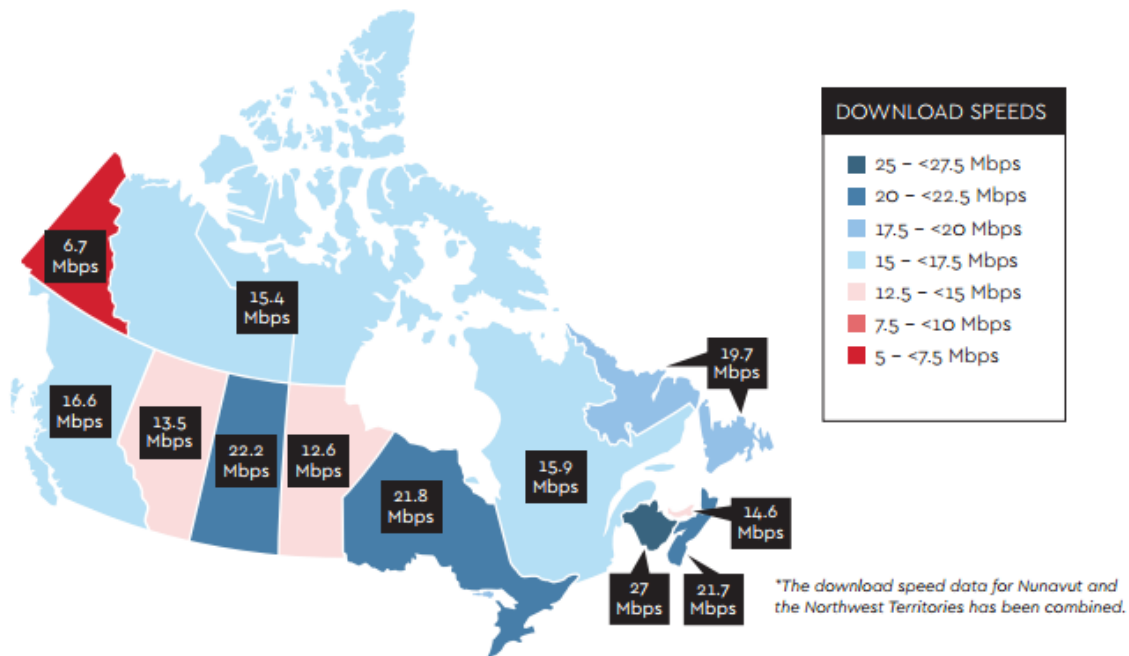 DOWNLOAD SPEEDS
25 – <27.5 Mbps
20 – <22.5 Mbps
17.5 – <20 Mbps
15 – <17.5 Mbps
12.5 – <15 Mbps
7.5 – <10 Mbps
5 – <7.5 Mbps
6.7
Mbps
15.4
Mbps
19.7
Mbps
16.6
Mbps
13.5
Mbps
22.2
Mbps
12.6
Mbps
15.9
Mbps
21.8
Mbps
14.6
Mbps
27
Mbps
21.7
Mbps
*The download speed data for Nunavut and
the Northwest Territories has been combined.